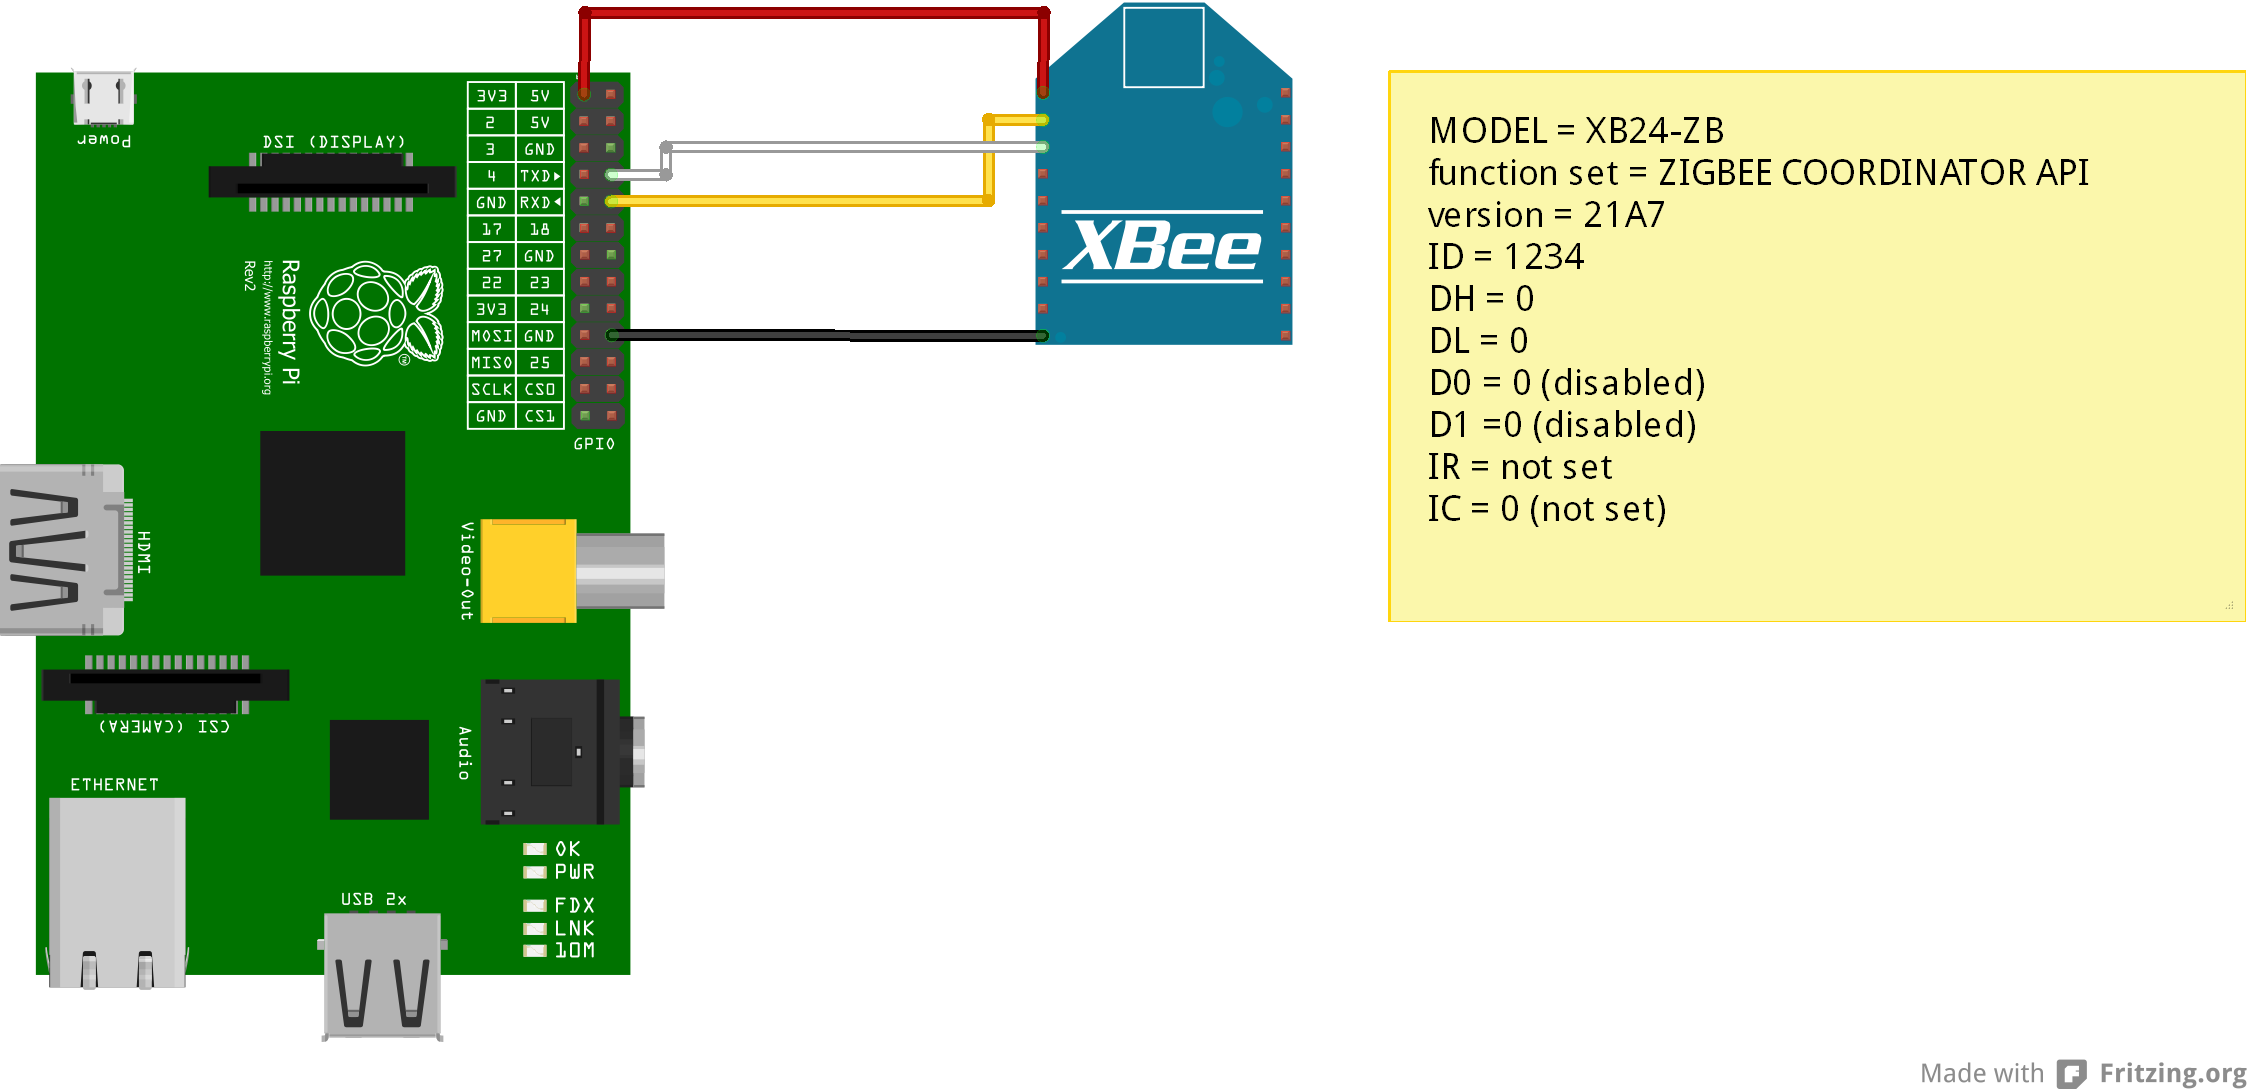 Power
DSI (DISPLAY)
3V3 5V
2 5V
3 GND
4 TXD
GND RXD
17 18
27 GND
22 23
3V3 24
MOSI GND
MISO 25
SCLK CS0
GND CS1
GPIO
Raspberry Pi
http://www.raspberrypi.org
Rev2
TM
HDMI
Video-Out
CSI (CAMERA)
Audio
ETHERNET
USB 2x
OK
PWR
FDX
LNK
10M
XBee
MODEL = XB24-ZB
function set = ZIGBEE COORDINATOR API
version = 21A7
ID = 1234
DH = 0
DL = 0
D0 = 0 (disabled)
D1 =0 (disabled)
IR = not set
IC = 0 (not set)
Made with Fritzing.org